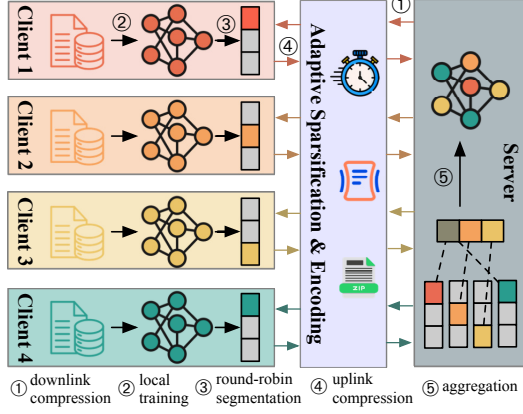 Client 1
②
③
①
④
Client 2
Client 3
Client 4
Adaptive Sparsification & Encoding
ZIP
Server
⑤
① downlink compression
② local training
③ round-robin segmentation
④ uplink compression
⑤ aggregation